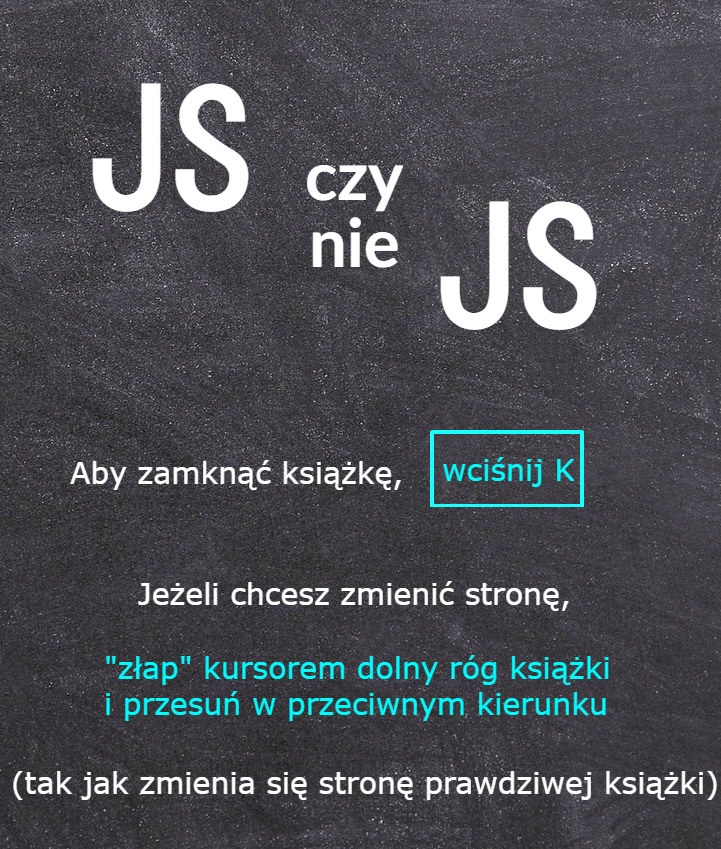 JS
czy
nie
JS
Aby zamknąć książkę, wciśnij K
Jeżeli chcesz zmienić stronę,
"złap" kursorem dolny róg książki
i przesuń w przeciwnym kierunku
(tak jak zmienia się stronę prawdziwej książki)